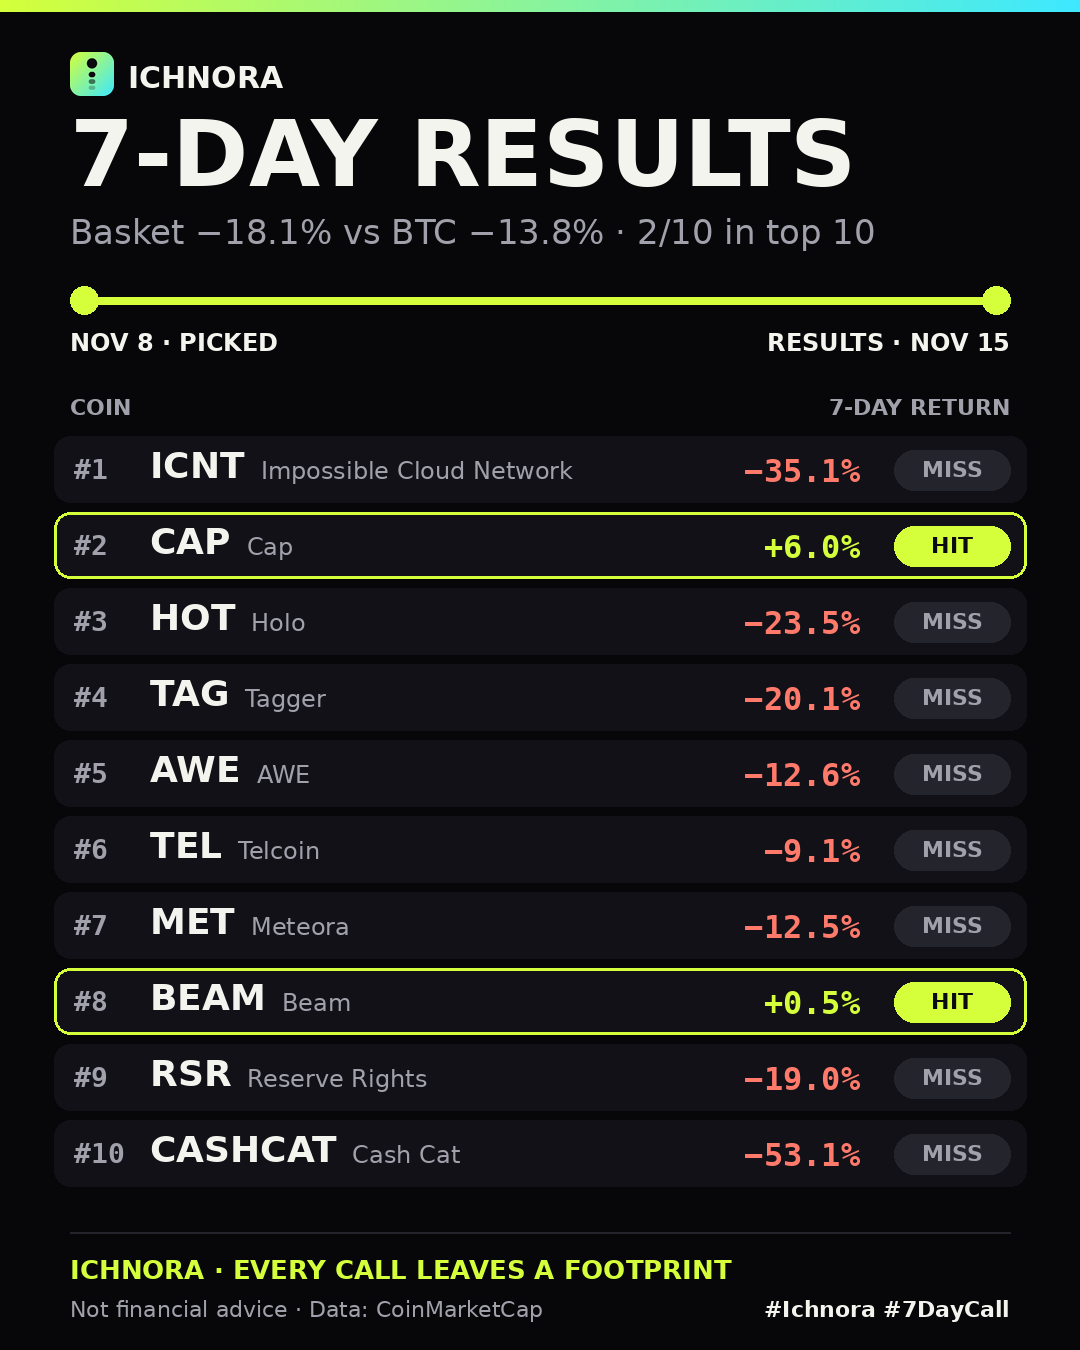 ICHNORA
7-DAY RESULTS
Basket −18.1% vs BTC −13.8% · 2/10 in top 10
NOV 8 · PICKED RESULTS · NOV 15
COIN 7-DAY RETURN
#1 ICNT Impossible Cloud Network −35.1% MISS
#2 CAP Cap +6.0% HIT
#3 HOT Holo −23.5% MISS
#4 TAG Tagger −20.1% MISS
#5 AWE AWE −12.6% MISS
#6 TEL Telcoin −9.1% MISS
#7 MET Meteora −12.5% MISS
#8 BEAM Beam +0.5% HIT
#9 RSR Reserve Rights −19.0% MISS
#10 CASHCAT Cash Cat −53.1% MISS
ICHNORA · EVERY CALL LEAVES A FOOTPRINT
Not financial advice · Data: CoinMarketCap #Ichnora #7DayCall